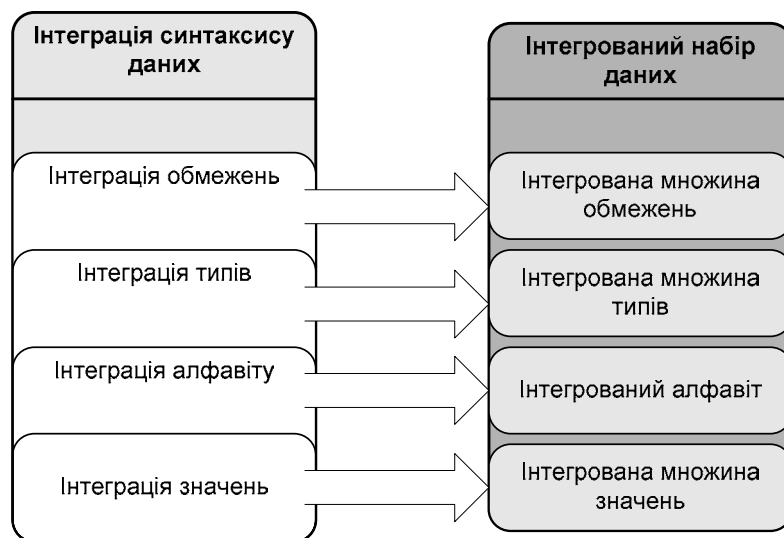 Інтеграція синтаксису
даних
Інтеграція обмежень
Інтеграція типів
Інтеграція алфавіту
Інтеграція значень
Інтегрований набір
даних
Інтегрована множина
обмежень
Інтегрована множина
типів
Інтегрований алфавіт
Інтегрована множина
значень